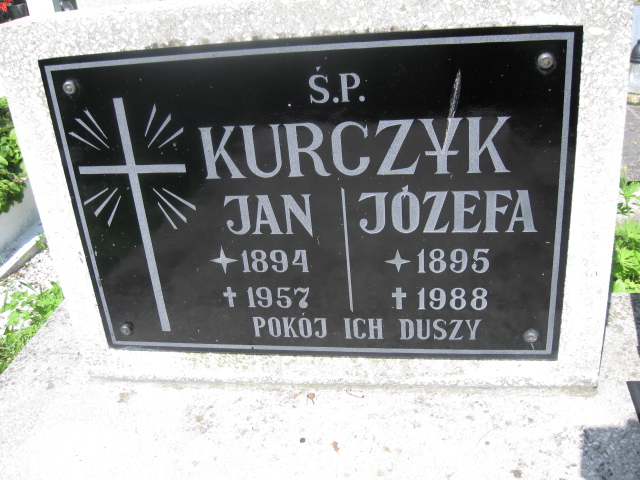 Ś.P.
KURCZYK
JAN JÓZEFA
1894 1895
1957 1988
POKÓJ ICH DUSZY